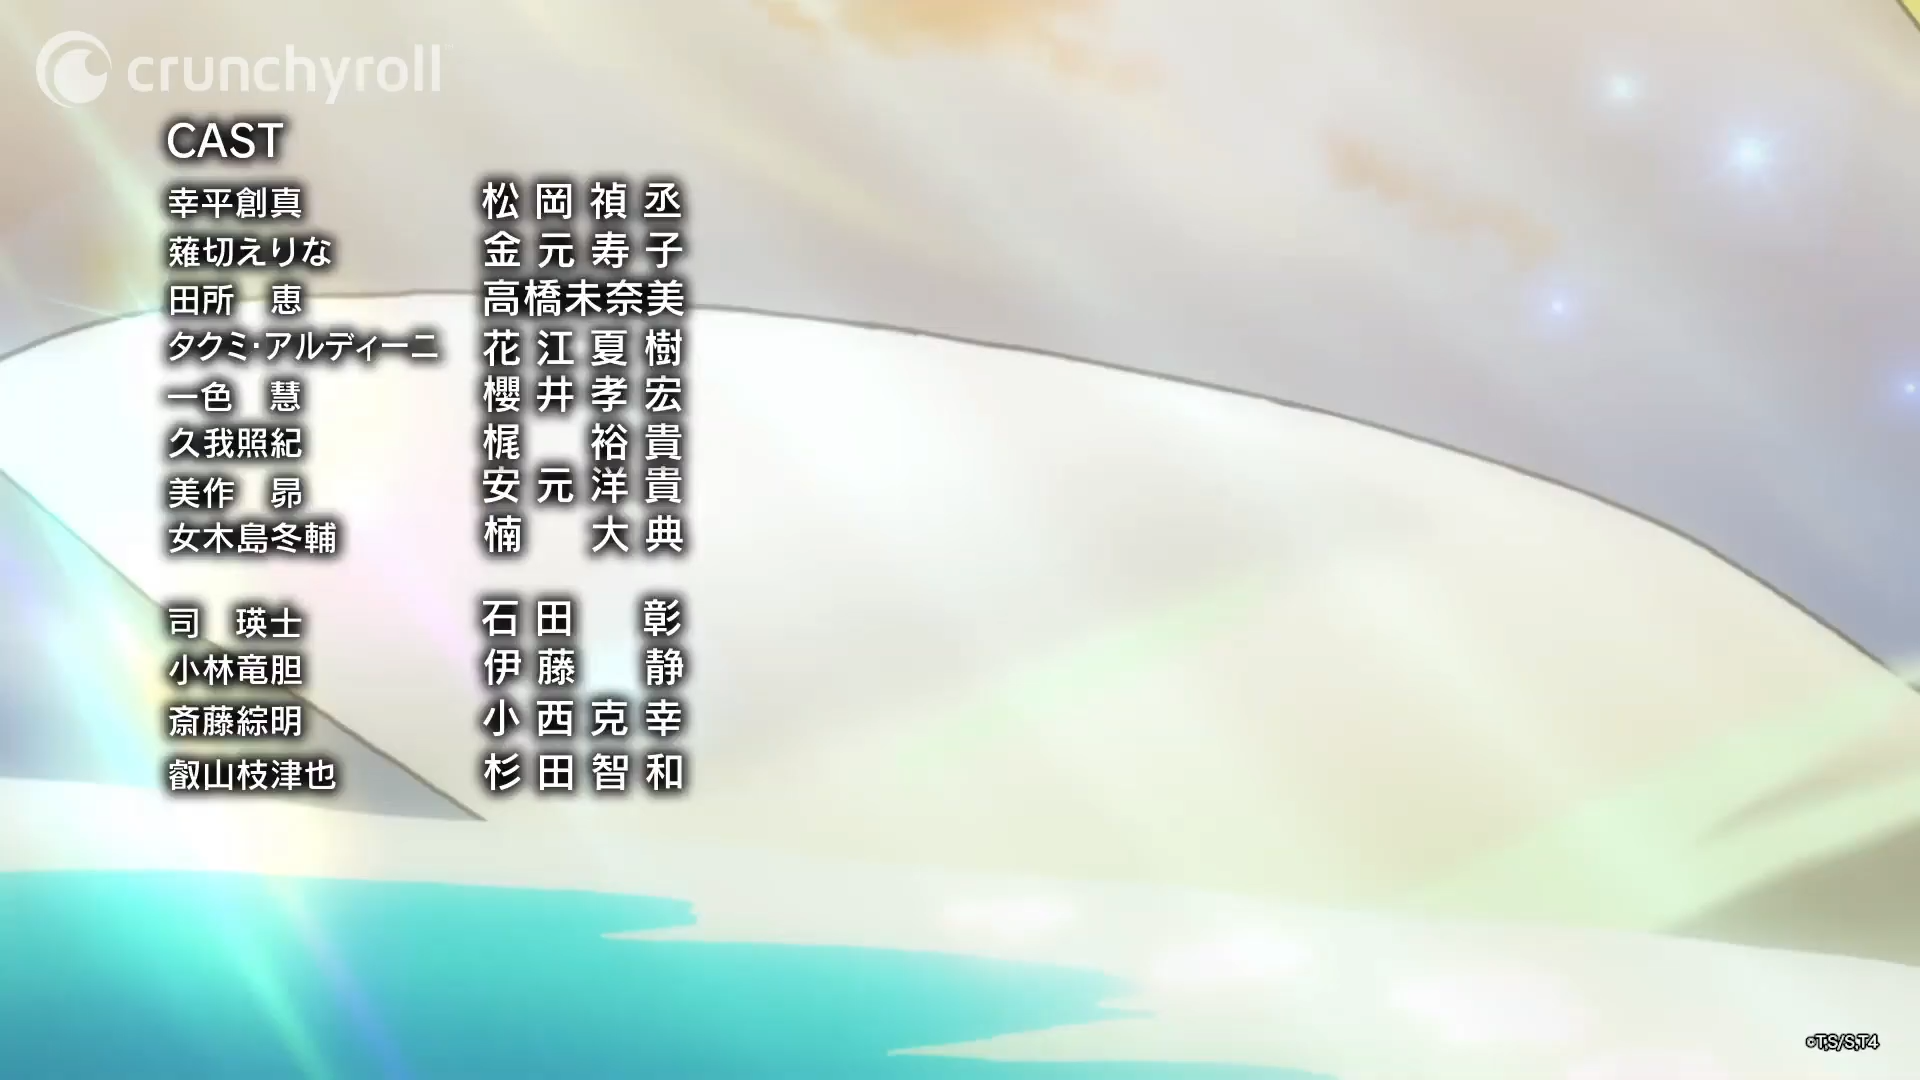 crunchyroll
CAST
幸平創真 松岡禎丞
薙切えりな 金元寿子
田所 恵 高橋未奈美
タクミ・アルディーニ 花江夏樹
一色 慧 櫻井孝宏
久我照紀 梶 裕貴
美作 昴 安元洋貴
女木島冬輔 楠 大典
司 瑛士 石田 彰
小林竜胆 伊藤 静
斎藤綜明 小西克幸
叡山枝津也 杉田智和
©T,S/S,T4